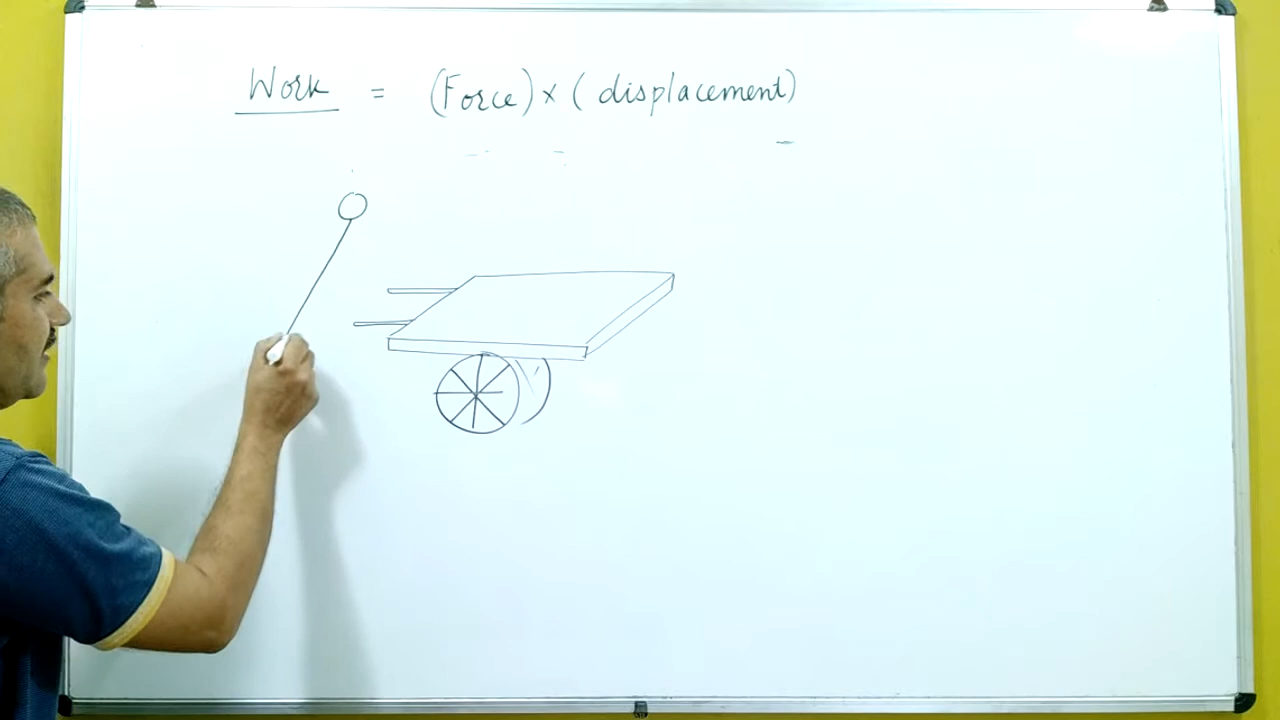 Work = (Force) × ( displacement)